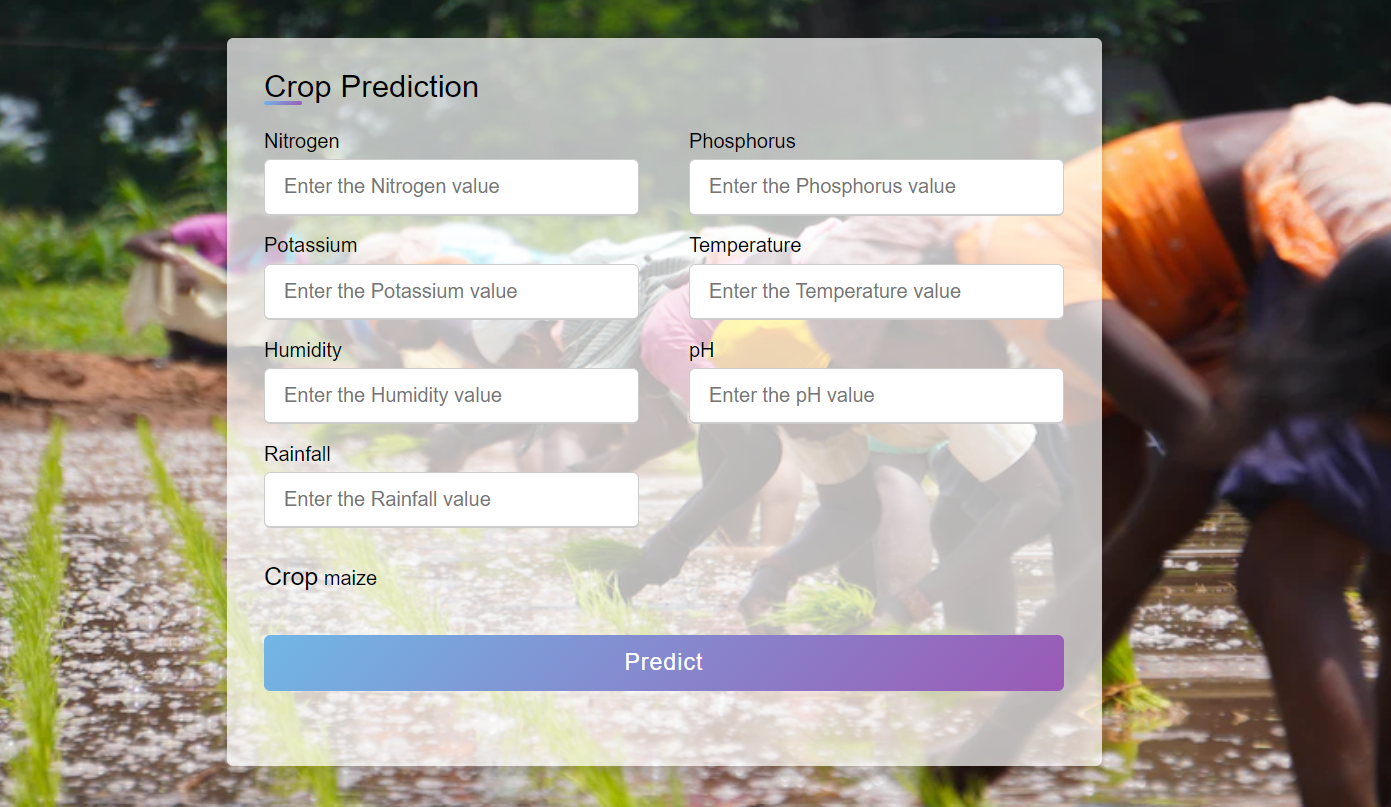 Crop Prediction
Nitrogen
Phosphorus
Enter the Nitrogen value
Enter the Phosphorus value
Potassium
Temperature
Enter the Potassium value
Enter the Temperature value
Humidity
pH
Enter the Humidity value
Enter the pH value
Rainfall
Enter the Rainfall value
Crop maize
Predict